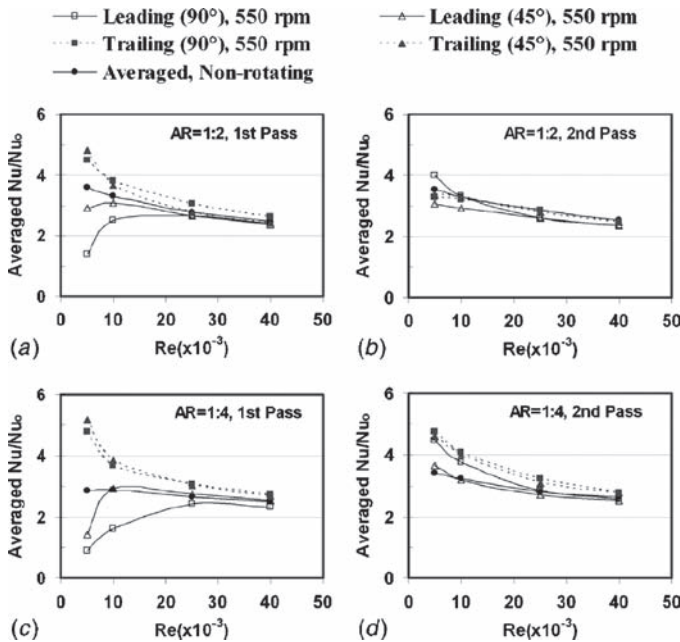 Leading (90°), 550 rpm
Leading (45°), 550 rpm
Trailing (90°), 550 rpm
Trailing (45°), 550 rpm
Averaged, Non-rotating
6
4
2
0
Averaged Nu/Nuo
AR=1:2, 1st Pass
0 10 20 30 40 50
(a)
Re(x10-3)
6
4
2
0
Averaged Nu/Nuo
AR=1:2, 2nd Pass
0 10 20 30 40 50
(b)
Re(x10-3)
6
4
2
0
Averaged Nu/Nuo
AR=1:4, 1st Pass
0 10 20 30 40 50
(c)
Re(x10-3)
6
4
2
0
Averaged Nu/Nuo
AR=1:4, 2nd Pass
0 10 20 30 40 50
(d)
Re(x10-3)